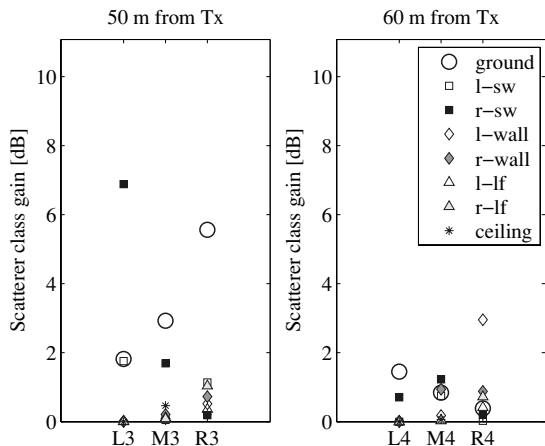 50 m from Tx
Scatterer class gain [dB]
10
8
6
4
2
0
L3 M3 R3
60 m from Tx
Scatterer class gain [dB]
10
8
6
4
2
0
L4 M4 R4
ground
l−sw
r−sw
l−wall
r−wall
l−lf
r−lf
ceiling